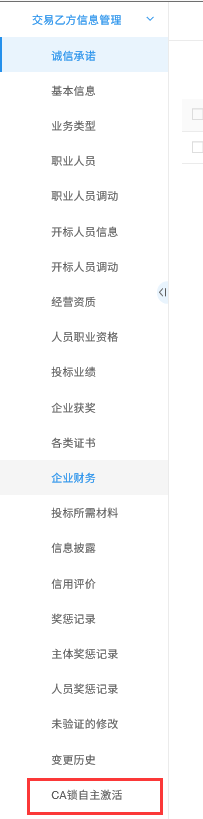 交易乙方信息管理
诚信承诺
基本信息
业务类型
职业人员
职业人员调动
开标人员信息
开标人员调动
经营资质
人员职业资格
投标业绩
企业获奖
各类证书
企业财务
投标所需材料
信息披露
信用评价
奖惩记录
主体奖惩记录
人员奖惩记录
未验证的修改
变更历史
CA锁自主激活